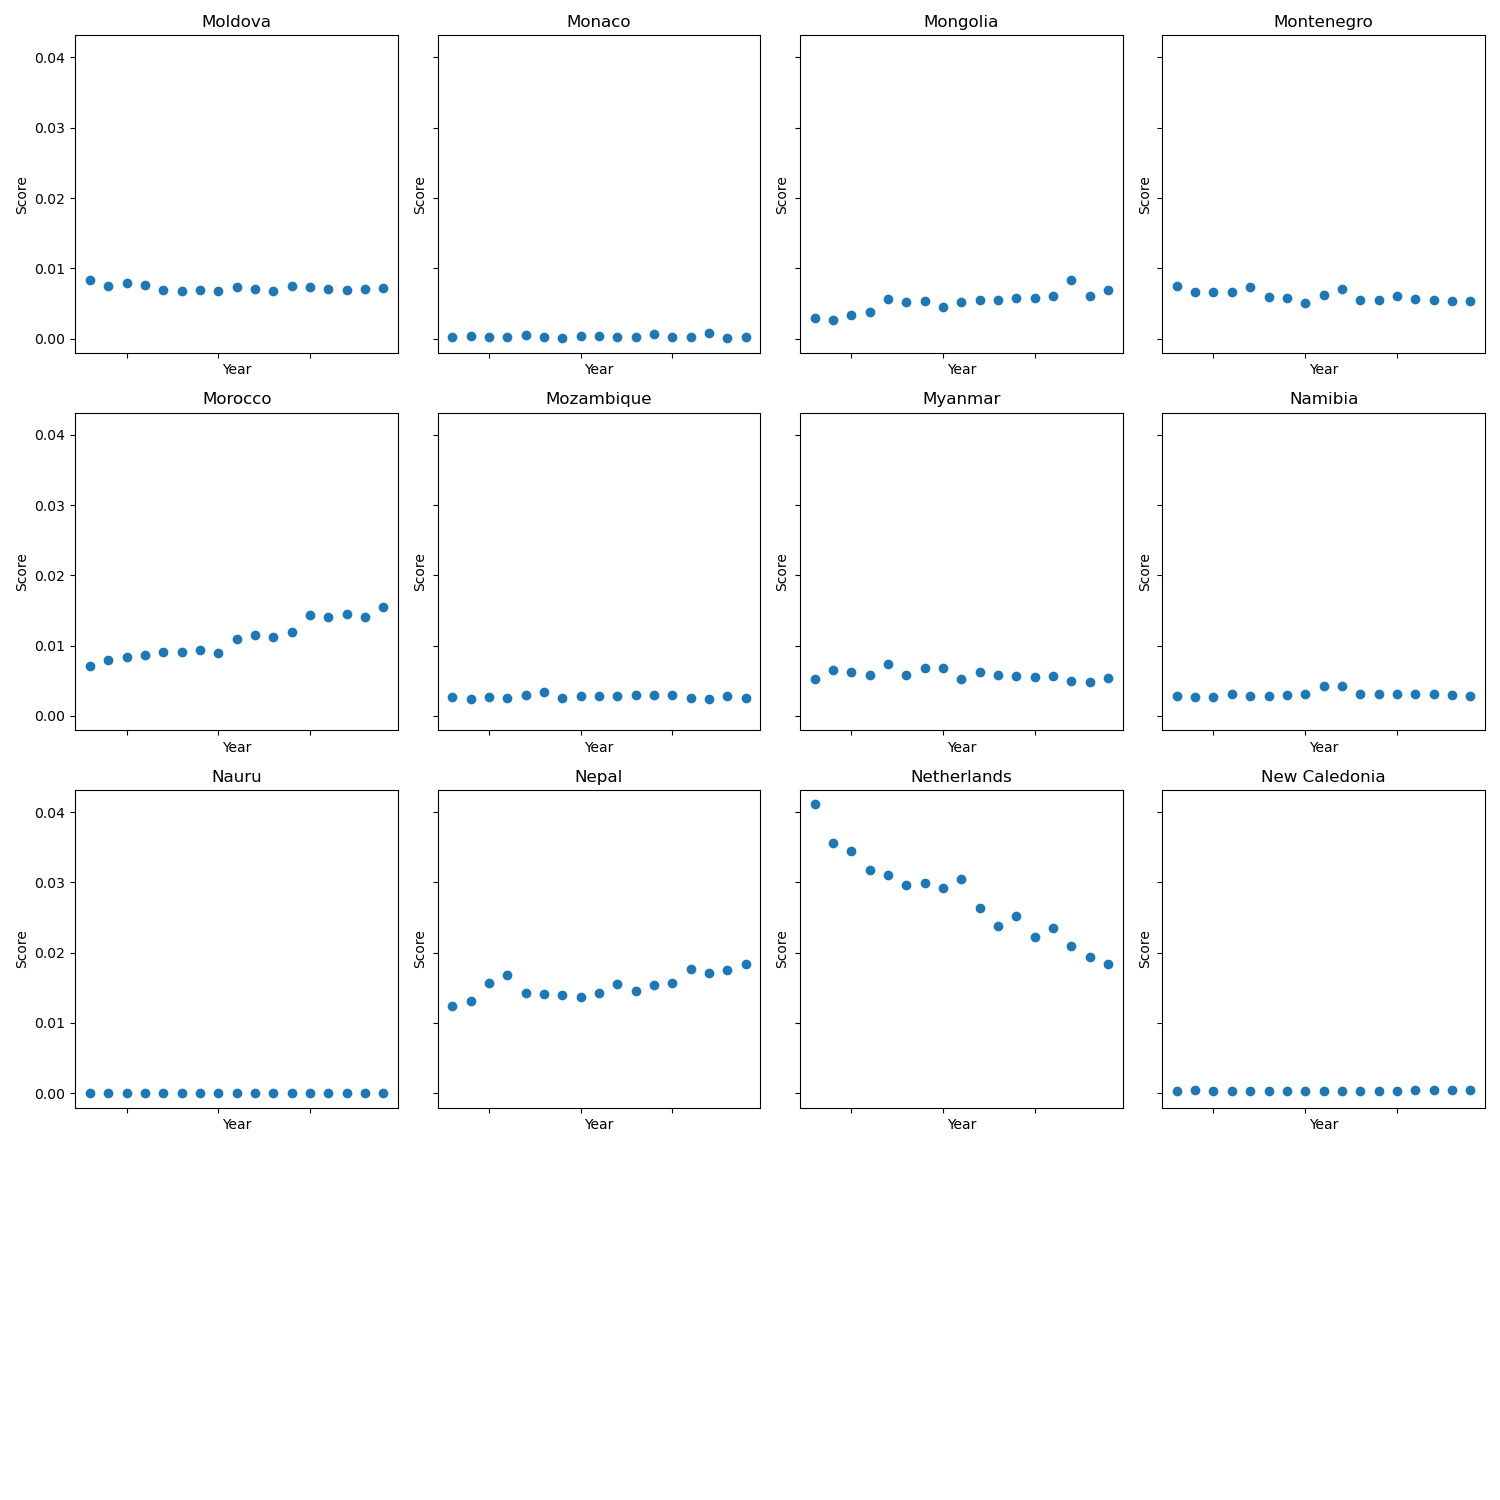 Moldova
Monaco
Mongolia
Montenegro
0.04
0.03
0.02
0.01
0.00
Score
Score
Score
Score
Year
Year
Year
Year
Morocco
Mozambique
Myanmar
Namibia
0.04
0.03
0.02
0.01
0.00
Score
Score
Score
Score
Year
Year
Year
Year
Nauru
Nepal
Netherlands
New Caledonia
0.04
0.03
0.02
0.01
0.00
Score
Score
Score
Score
Year
Year
Year
Year